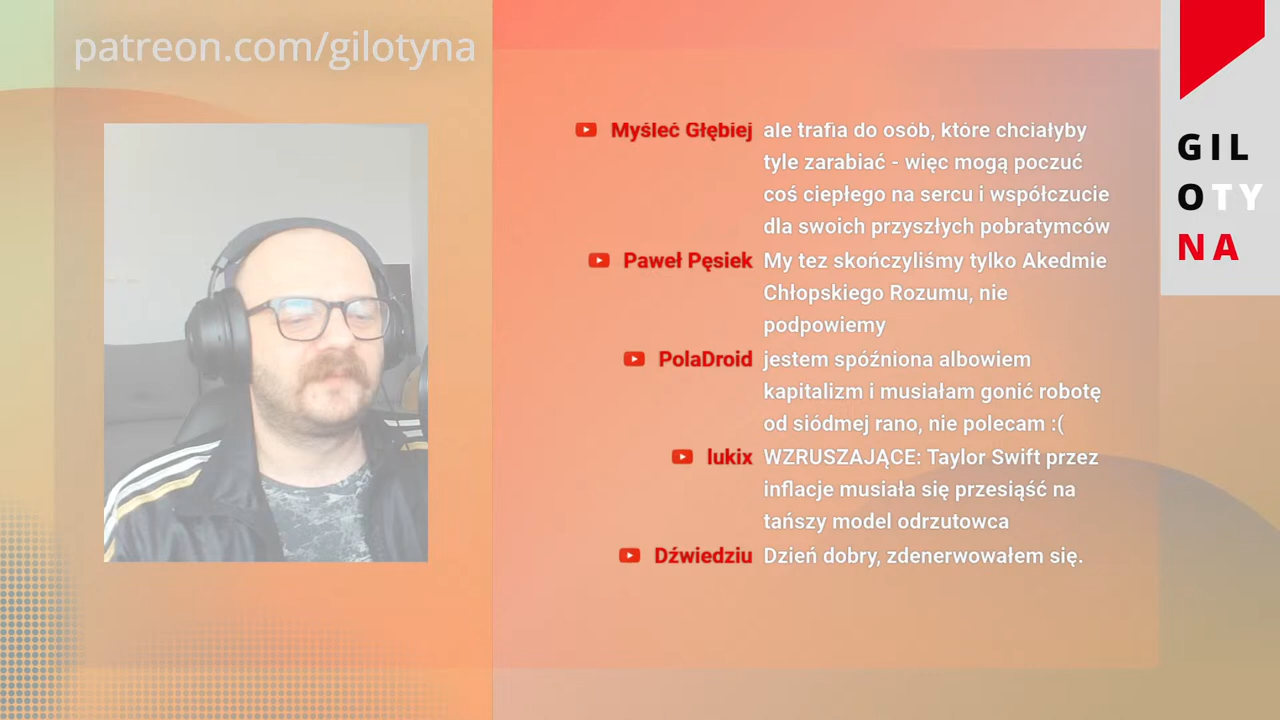 patreon.com/gilotyna
Myśleć Głębiej ale trafia do osób, które chciałyby
tyle zarabiać - więc mogą poczuć
coś ciepłego na sercu i współczucie
dla swoich przyszłych pobratymców
Paweł Pęsiek My tez skończyliśmy tylko Akedmie
Chłopskiego Rozumu, nie
podpowiemy
PolaDroid jestem spóźniona albowiem
kapitalizm i musiałam gonić robotę
od siódmej rano, nie polecam :(
lukix WZRUSZAJĄCE: Taylor Swift przez
inflacje musiała się przesiąść na
tańszy model odrzutowca
Dźwiedziu Dzień dobry, zdenerwowałem się.
GIL
OTY
NA